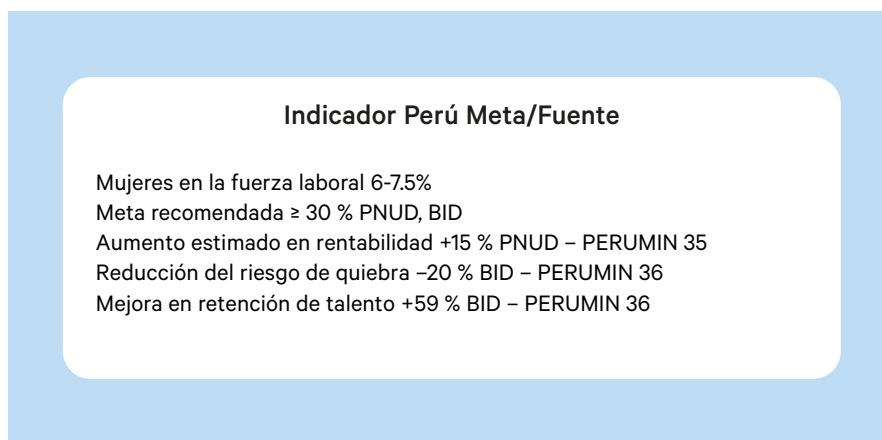 Indicador Perú Meta/Fuente
Mujeres en la fuerza laboral 6-7.5%
Meta recomendada ≥ 30 % PNUD, BID
Aumento estimado en rentabilidad +15 % PNUD – PERUMIN 35
Reducción del riesgo de quiebra –20 % BID – PERUMIN 36
Mejora en retención de talento +59 % BID – PERUMIN 36